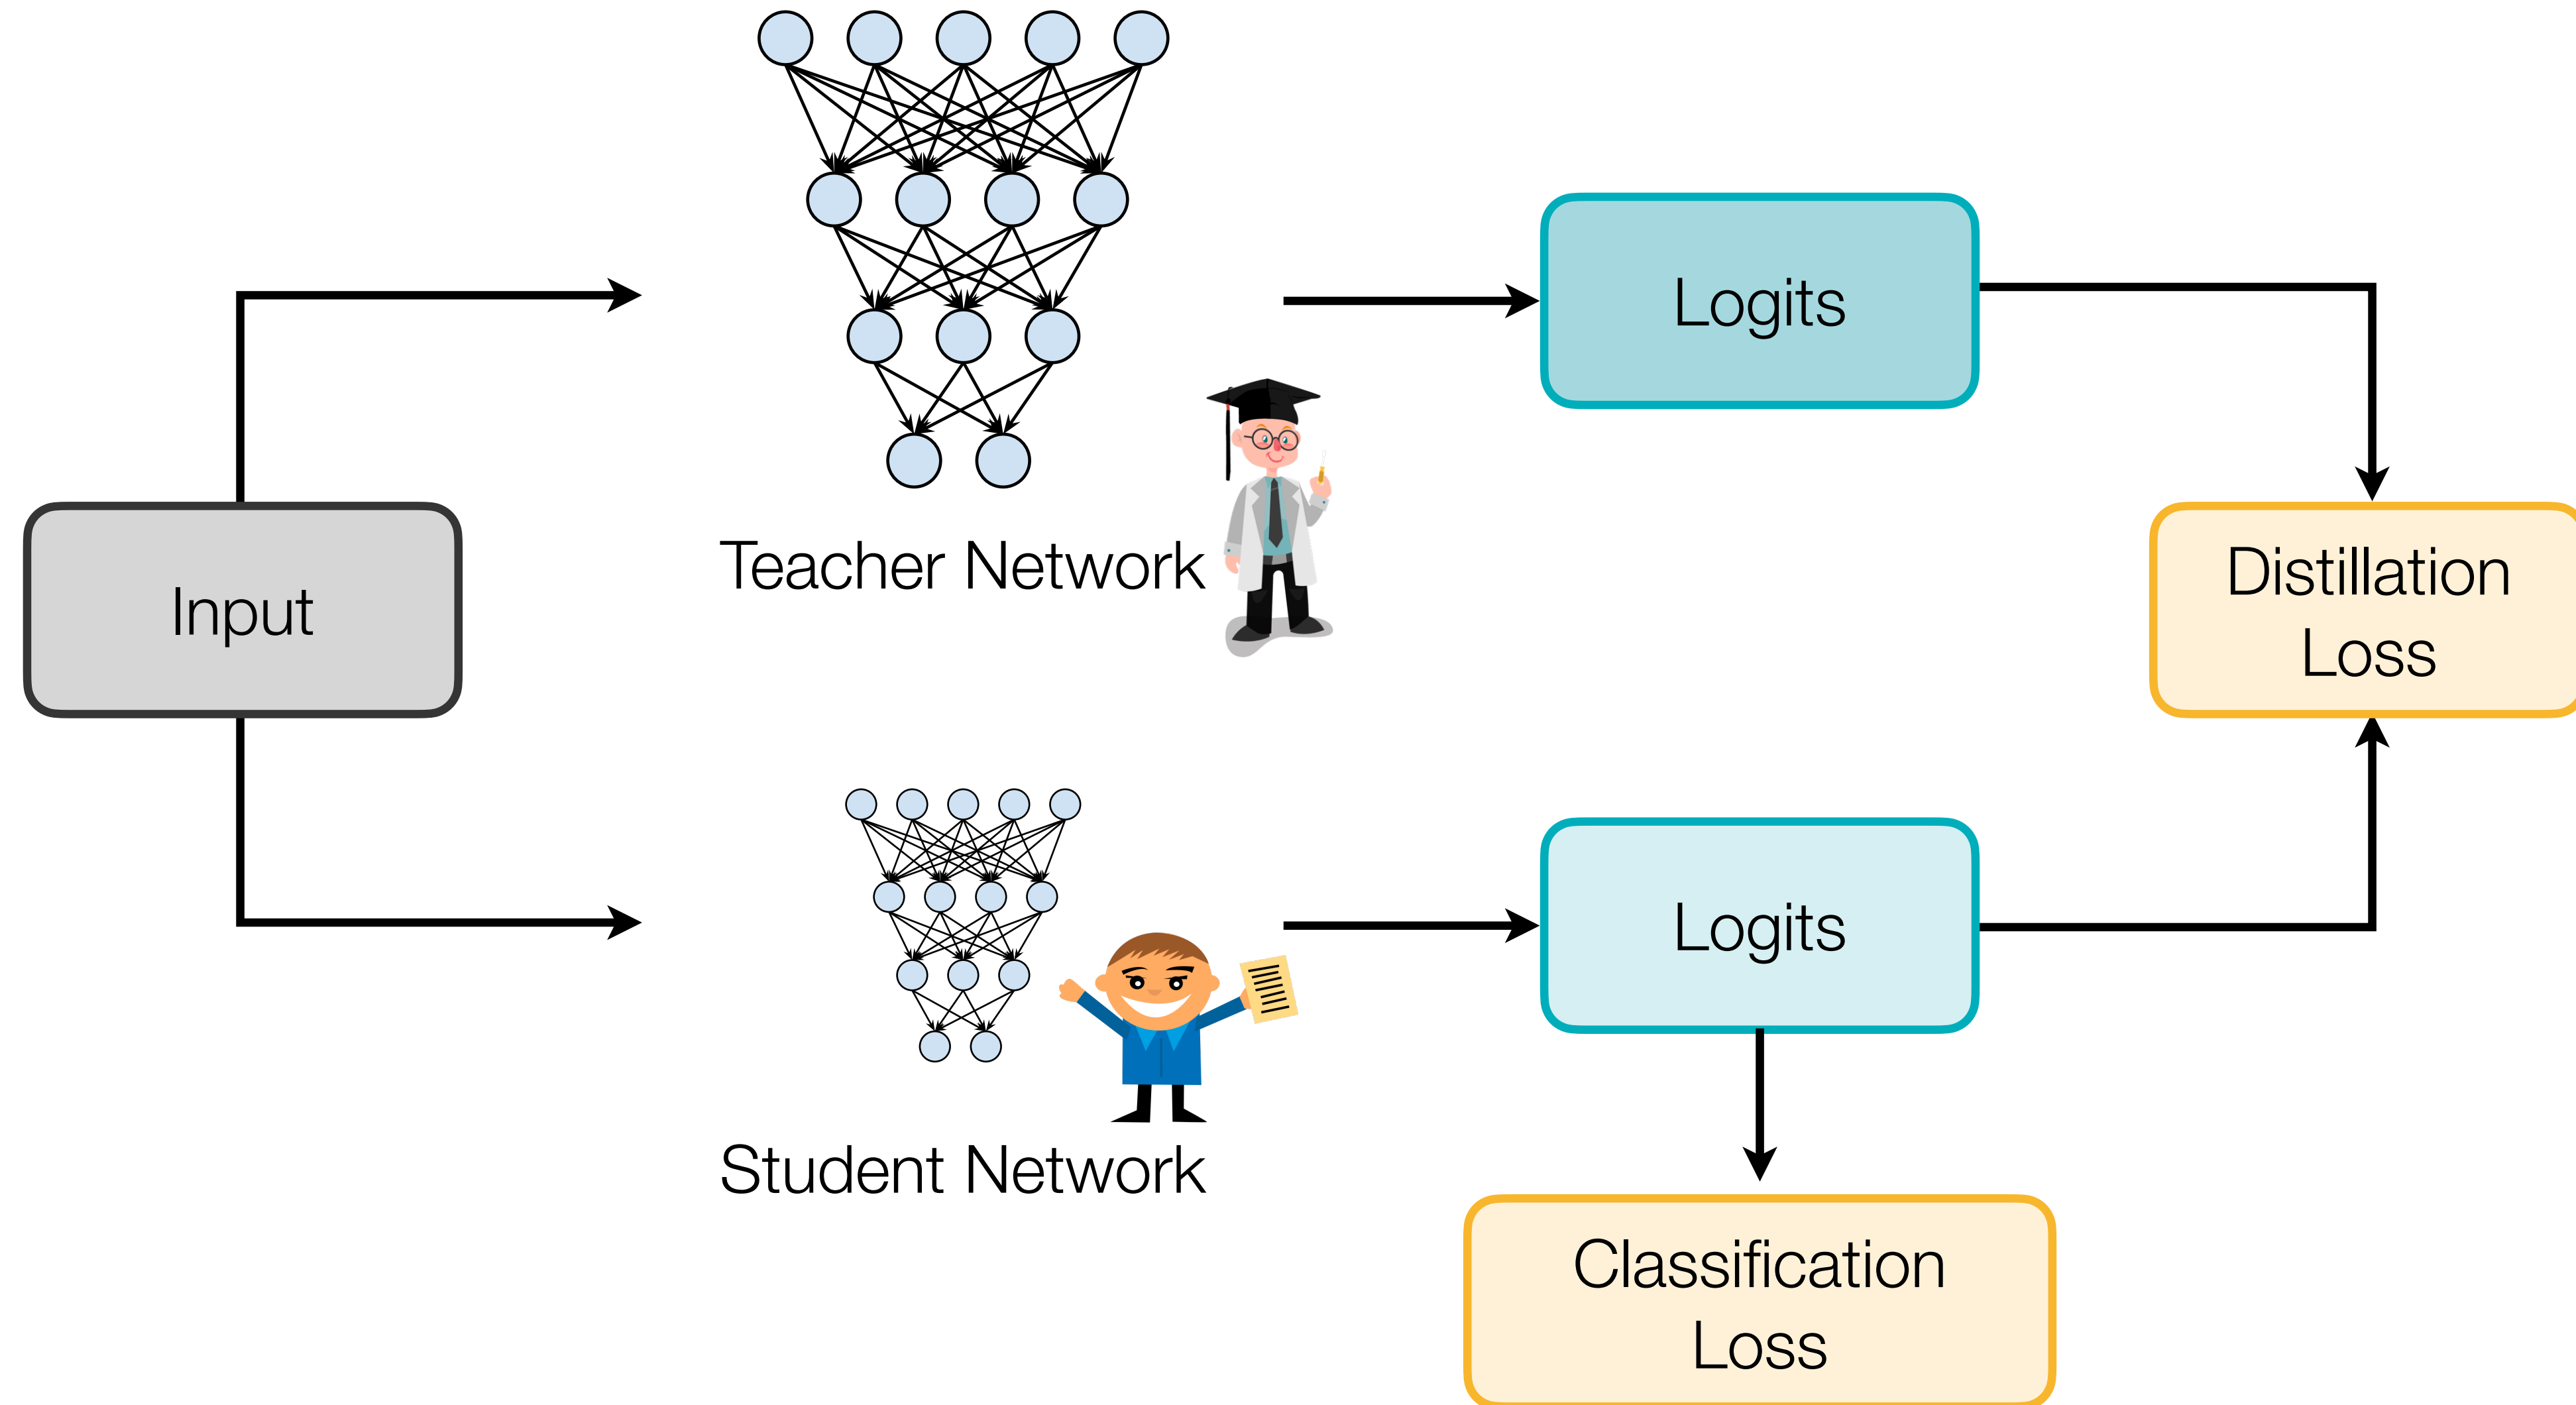 Input
Teacher Network
Logits
Distillation
Loss
Student Network
Logits
Classification
Loss